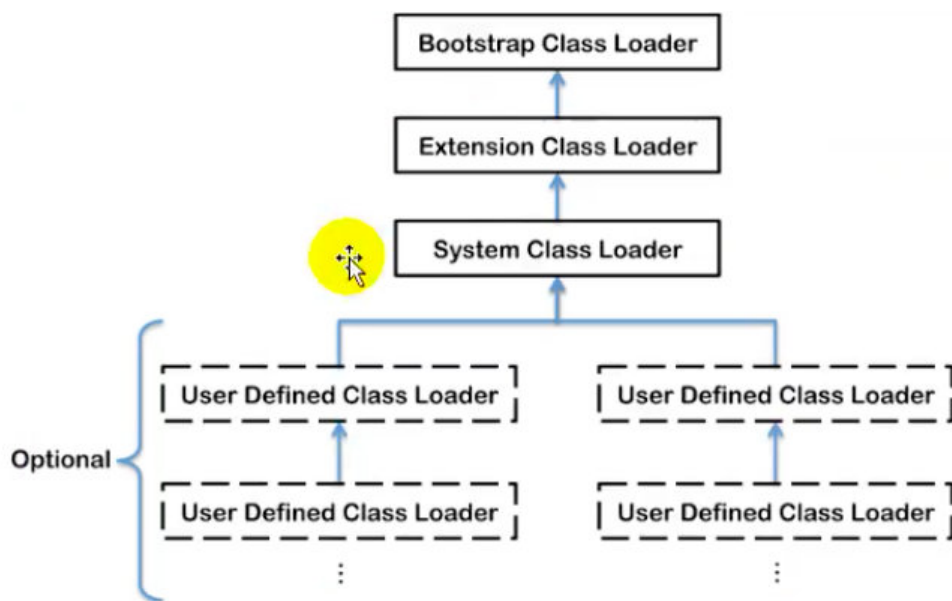 Bootstrap Class Loader
Extension Class Loader
System Class Loader
User Defined Class Loader
User Defined Class Loader
Optional
User Defined Class Loader
User Defined Class Loader